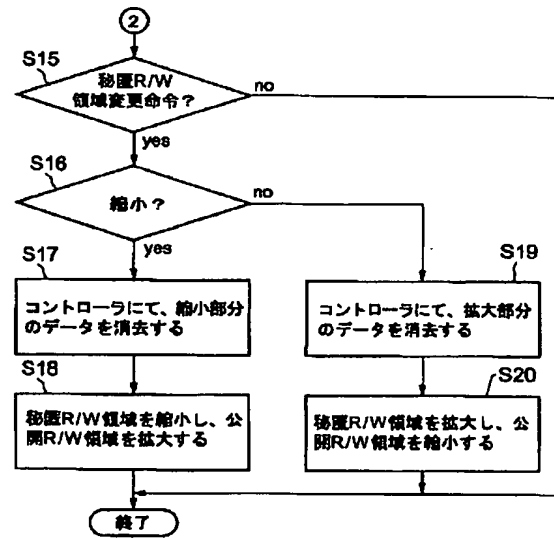 2
S15
秘匿R/W
領域変更命令?
no
yes
S16
縮小?
no
yes
S17
コントローラにて、縮小部分
のデータを消去する
S19
コントローラにて、拡大部分
のデータを消去する
S18
秘匿R/W領域を縮小し、公
開R/W領域を拡大する
S20
秘匿R/W領域を拡大し、公
開R/W領域を縮小する
終了